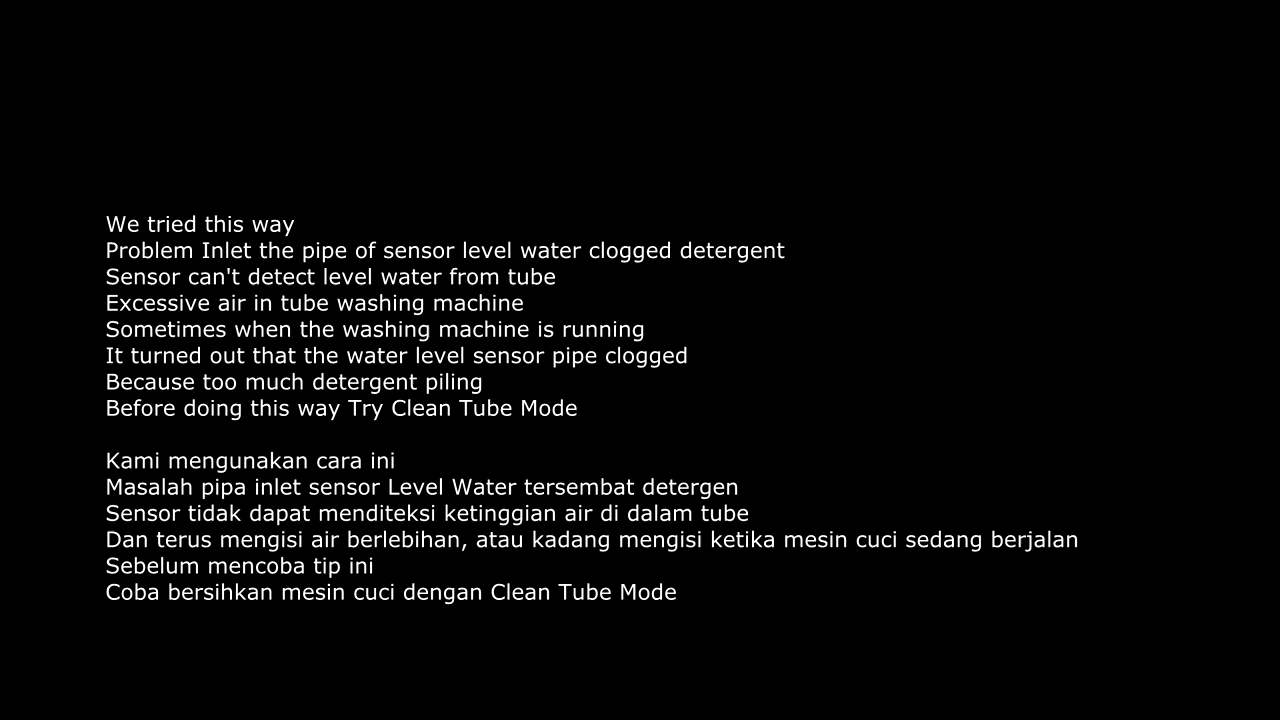 We tried this way
Problem Inlet the pipe of sensor level water clogged detergent
Sensor can't detect level water from tube
Excessive air in tube washing machine
Sometimes when the washing machine is running
It turned out that the water level sensor pipe clogged
Because too much detergent piling
Before doing this way Try Clean Tube Mode
Kami mengunakan cara ini
Masalah pipa inlet sensor Level Water tersembat detergen
Sensor tidak dapat menditeksi ketinggian air di dalam tube
Dan terus mengisi air berlebihan, atau kadang mengisi ketika mesin cuci sedang berjalan
Sebelum mencoba tip ini
Coba bersihkan mesin cuci dengan Clean Tube Mode